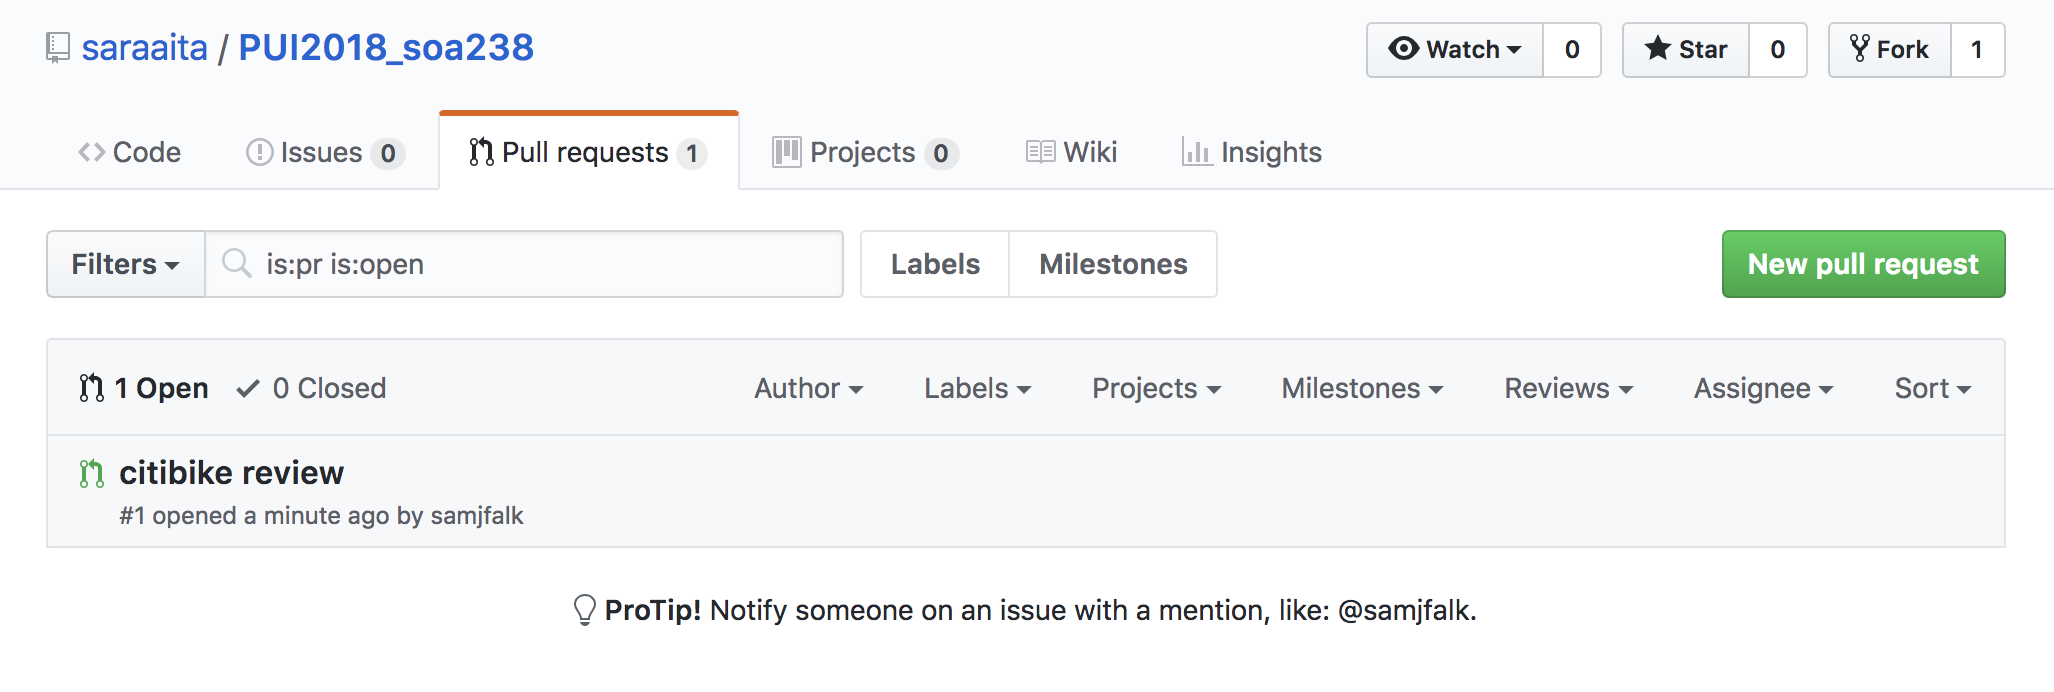 saraaita / PUI2018_soa238
Watch 0 Star 0 Fork 1
Code Issues 0 Pull requests 1 Projects 0 Wiki Insights
Filters is:pr is:open Labels Milestones New pull request
1 Open 0 Closed Author Labels Projects Milestones Reviews Assignee Sort
citibike review
#1 opened a minute ago by samjfalk
ProTip! Notify someone on an issue with a mention, like: @samjfalk.